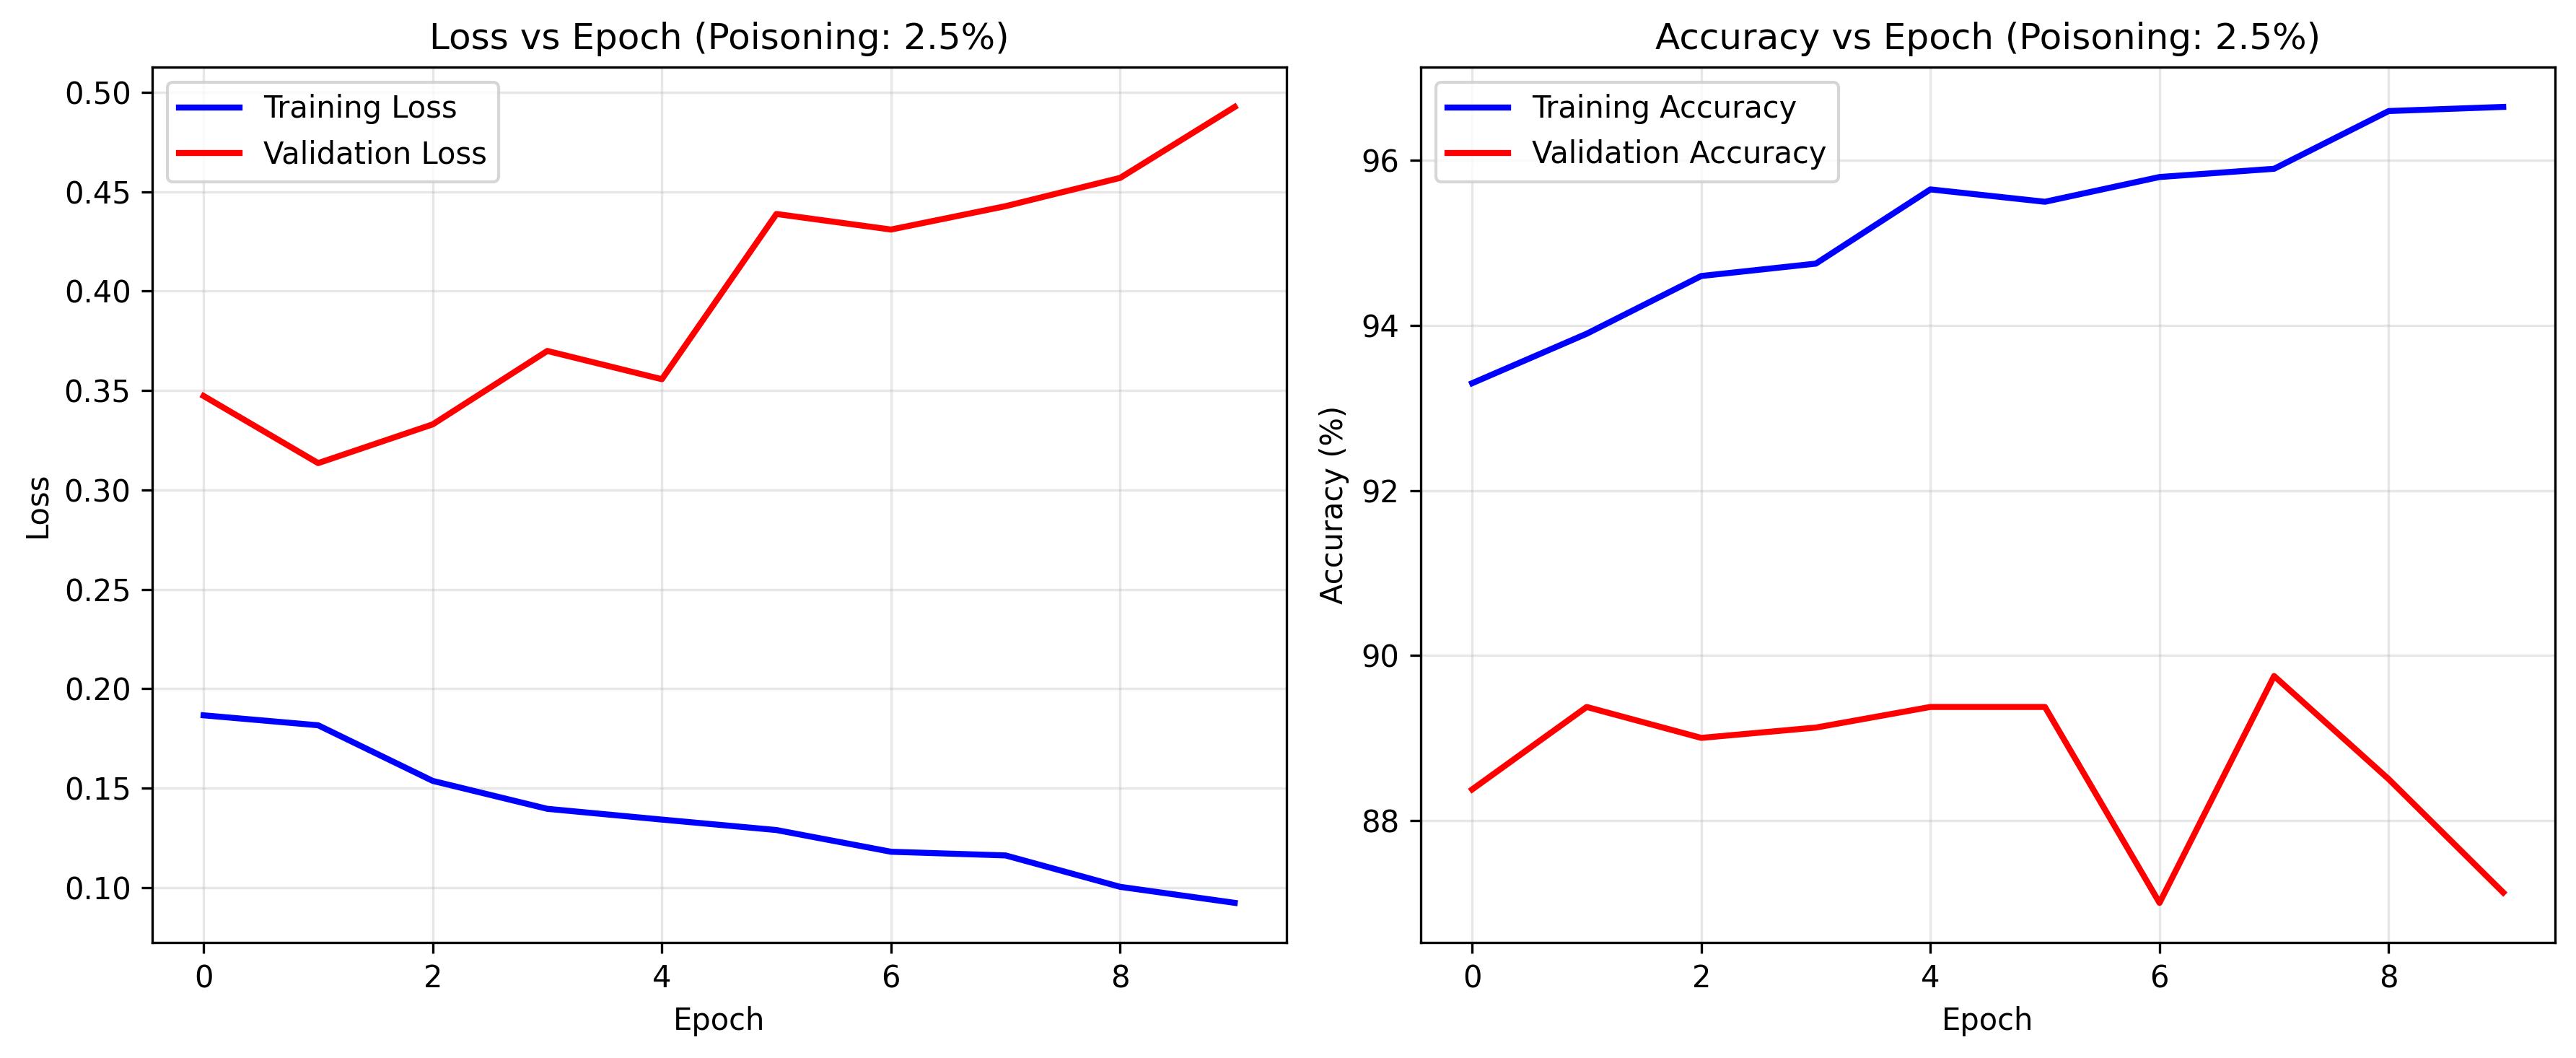 Loss vs Epoch (Poisoning: 2.5%)
Training Loss
Validation Loss
0.50
0.45
0.40
0.35
0.30
0.25
0.20
0.15
0.10
Loss
0 2 4 6 8
Epoch
Accuracy vs Epoch (Poisoning: 2.5%)
Training Accuracy
Validation Accuracy
96
94
92
90
88
Accuracy (%)
0 2 4 6 8
Epoch